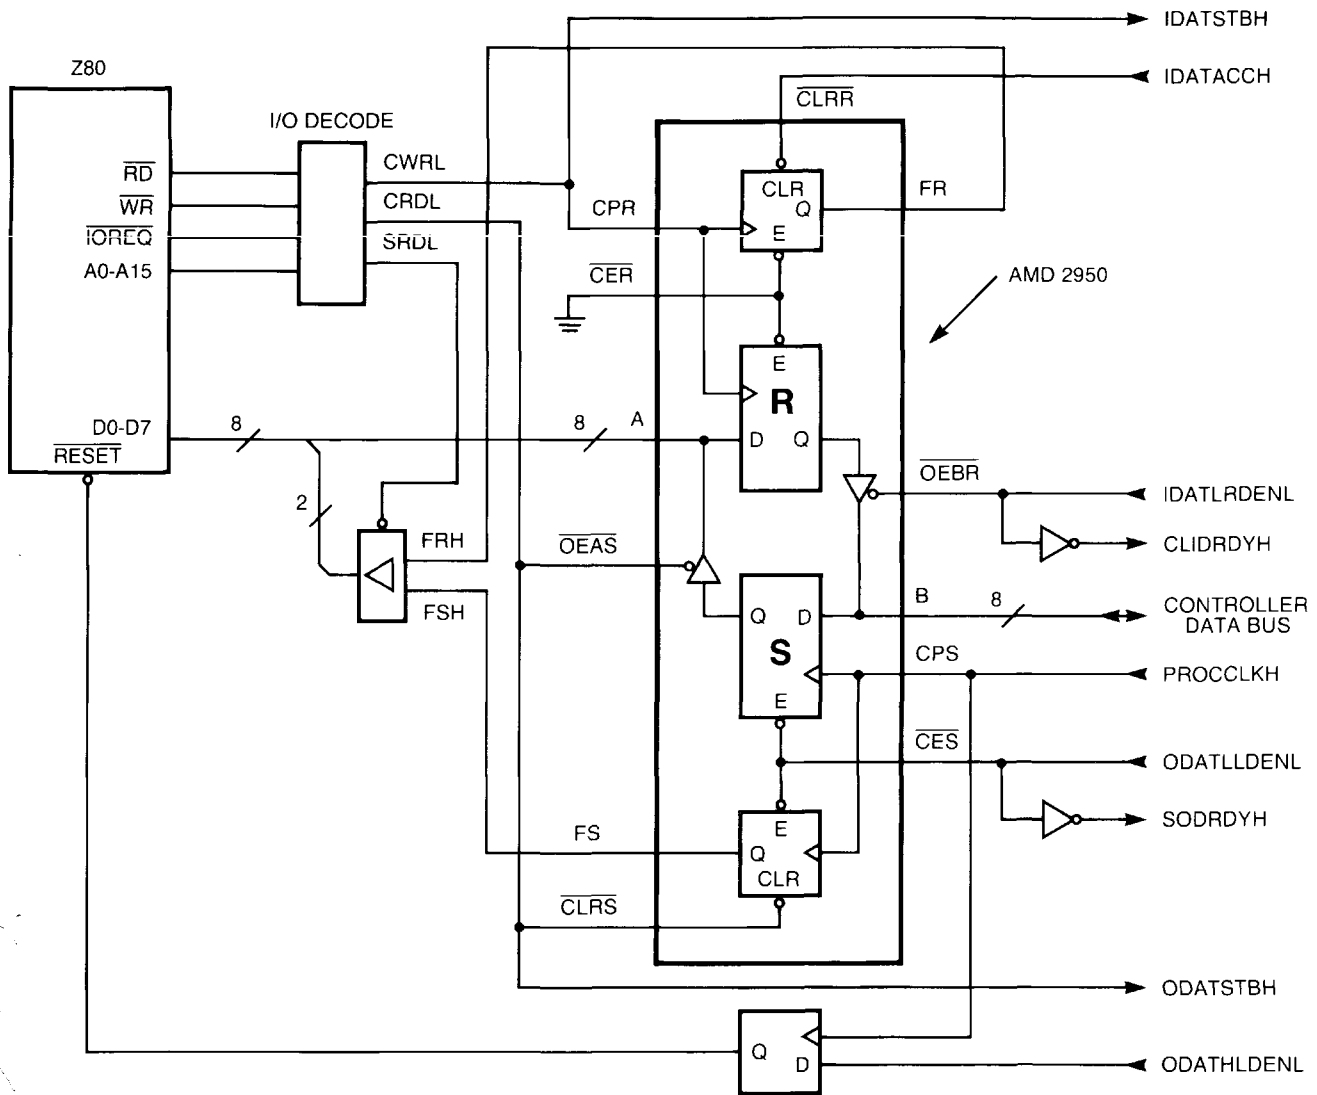 IDATSTBH
Z80
IDATACCH
CLRR
I/O DECODE
CWRL
CLR
FR
RD
Q
CRDL
CPR
WR
E
IOREQ
SRDL
A0-A15
CER
AMD 2950
E
R
D0-D7
8
8
A
D Q
RESET
OEBR
IDATLRDENL
2
FRH
OEAS
CLIDRDYH
FSH
B
8
CONTROLLER
DATA BUS
Q D
S
CPS
PROCCLKH
E
CES
ODATLLDENL
SODRDYH
E
FS
Q
CLR
CLRS
ODATSTBH
Q
D
ODATHLDENL